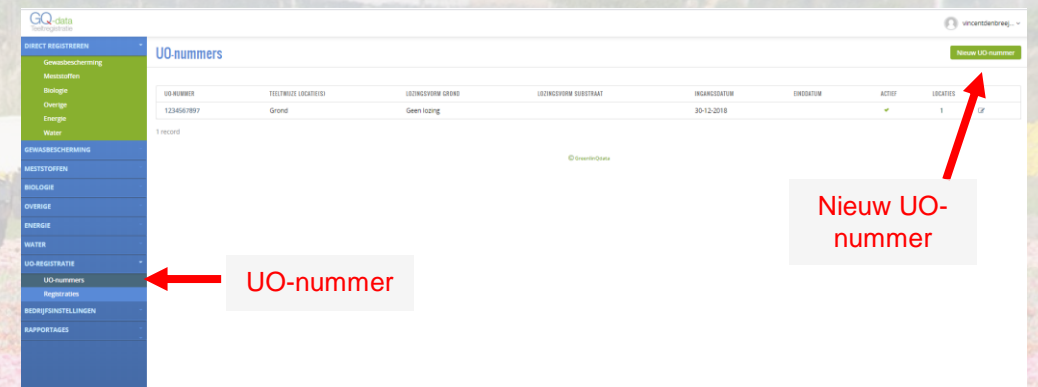 GQ-data
Teeltregistratie
vincentdenbreej...
DIRECT REGISTREREN
Gewasbescherming
Meststoffen
Biologie
Overige
Energie
Water
GEWASBESCHERMING
MESTSTOFFEN
BIOLOGIE
OVERIGE
ENERGIE
WATER
UO-REGISTRATIE
UO-nummers
Registraties
BEDRIJFSINSTELLINGEN
RAPPORTAGES
UO-nummers
Nieuw UO-nummer
UO-NUMMER TEELTWIJZE LOCATIE(S) LOZINGSVORM GROND LOZINGSVORM SUBSTRAAT INGANGSDATUM EINDDATUM ACTIEF LOCATIES
1234567897 Grond Geen lozing 30-12-2018 1
1 record
© GreenlinQdata
Nieuw UO-
nummer
UO-nummer